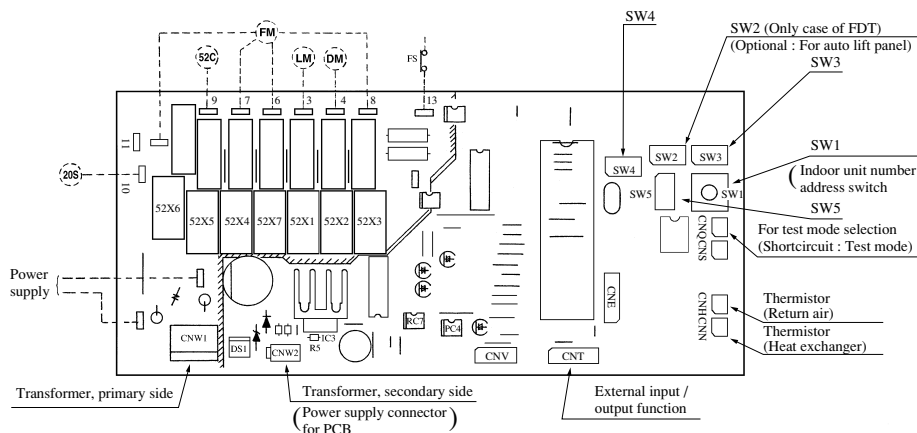 SW4
SW2 (Only case of FDT)
(Optional : For auto lift panel)
SW3
FM
52C
LM
DM
FS
9
7
6
3
4
8
13
11
10
20S
SW4
SW2
SW3
SW5
SW1
SW1
(Indoor unit number
address switch
SW5
For test mode selection
(Shortcircuit : Test mode)
52X6
52X5
52X4
52X7
52X1
52X2
52X3
CNQ
CNS
Power
supply
CNE
CNH
CNN
Thermistor
(Return air)
Thermistor
(Heat exchanger)
CNW1
DS1
CNW2
R5
IC3
RC7
PC4
CNV
CNT
Transformer, primary side
Transformer, secondary side
(Power supply connector)
for PCB
External input /
output function